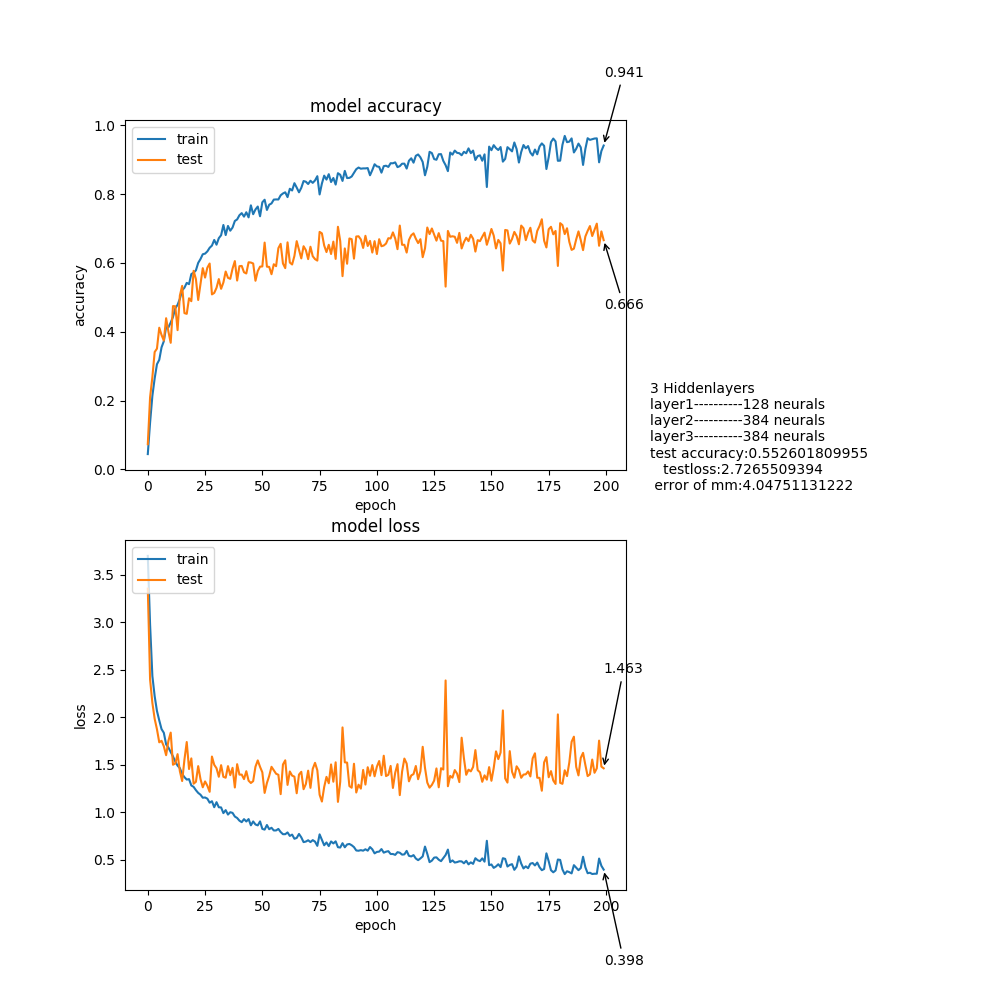 0.941
model accuracy
1.0
train
test
0.8
0.6
accuracy
0.4
0.666
0.2
0.0
0 25 50 75 100 125 150 175 200
epoch
3 Hiddenlayers
layer1----------128 neurals
layer2----------384 neurals
layer3----------384 neurals
test accuracy:0.552601809955
testloss:2.7265509394
error of mm:4.04751131222
model loss
train
test
3.5
3.0
2.5
1.463
2.0
loss
1.5
1.0
0.5
0 25 50 75 100 125 150 175 200
epoch
0.398